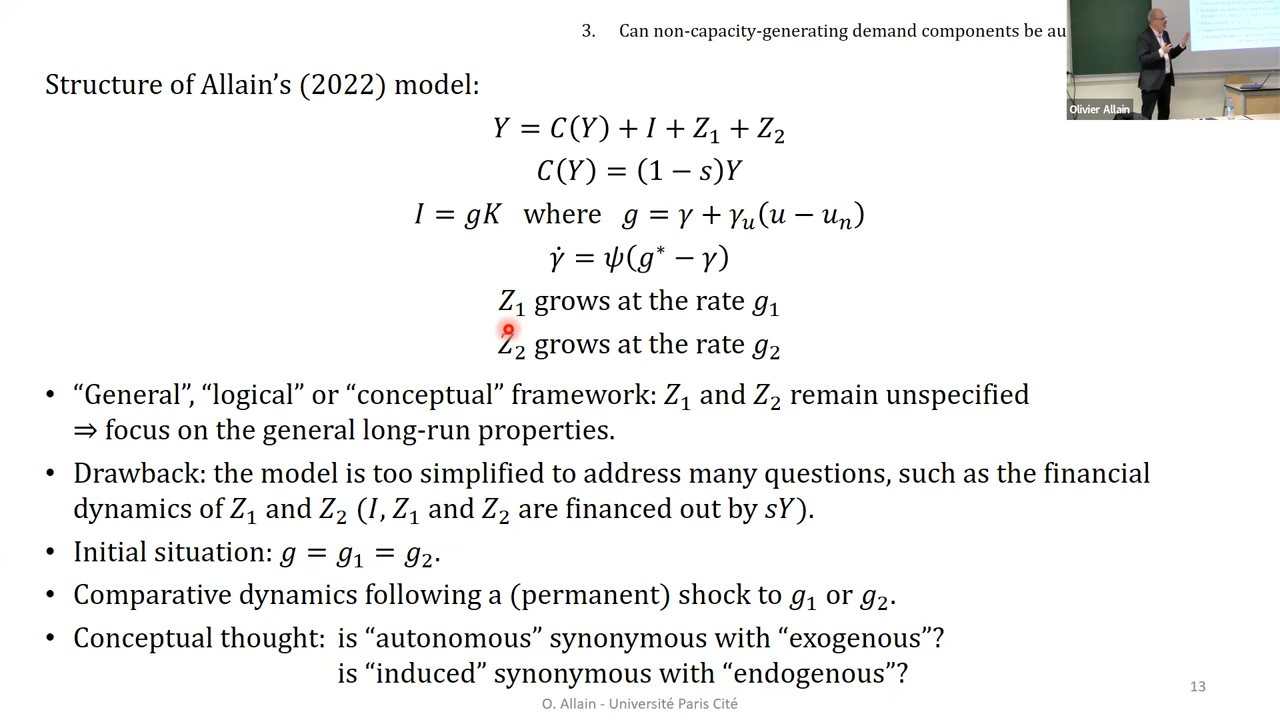 3. Can non-capacity-generating demand components be au
Structure of Allain’s (2022) model:
Y = C(Y) + I + Z₁ + Z₂
C(Y) = (1 − s)Y
I = gK where g = γ + γᵤ(u − uₙ)
γ̇ = ψ(g* − γ)
Z₁ grows at the rate g₁
Z₂ grows at the rate g₂
• “General”, “logical” or “conceptual” framework: Z₁ and Z₂ remain unspecified
⇒ focus on the general long-run properties.
• Drawback: the model is too simplified to address many questions, such as the financial
dynamics of Z₁ and Z₂ (I, Z₁ and Z₂ are financed out by sY).
• Initial situation: g = g₁ = g₂.
• Comparative dynamics following a (permanent) shock to g₁ or g₂.
• Conceptual thought: is “autonomous” synonymous with “exogenous”?
is “induced” synonymous with “endogenous”?
O. Allain - Université Paris Cité
13
Olivier Allain